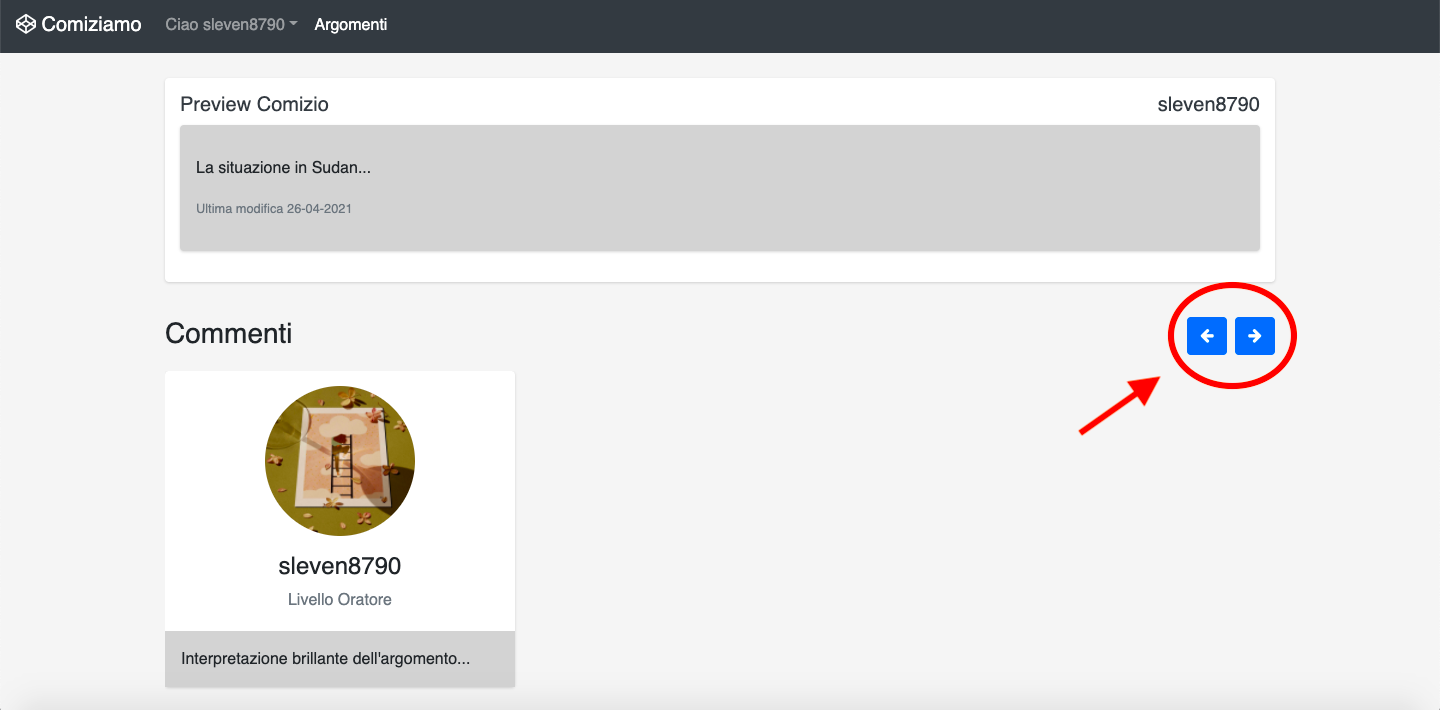 Comiziamo Ciao sleven8790 Argomenti
Preview Comizio sleven8790
La situazione in Sudan...
Ultima modifica 26-04-2021
Commenti
sleven8790
Livello Oratore
Interpretazione brillante dell'argomento...